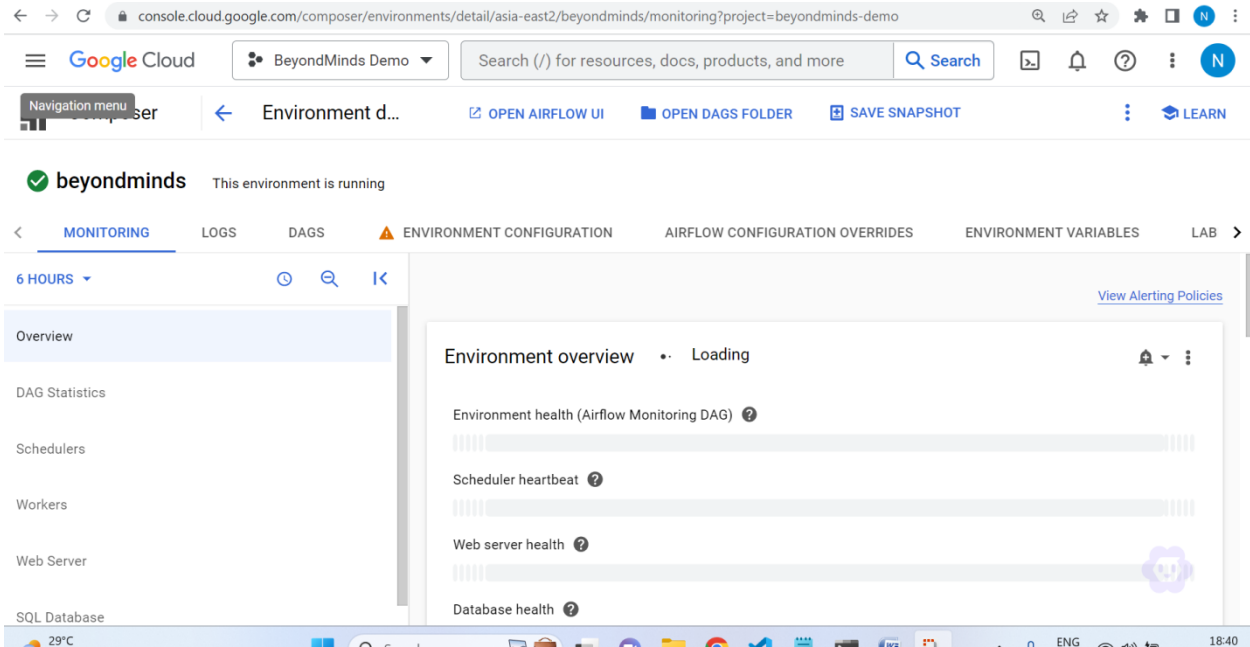 console.cloud.google.com/composer/environments/detail/asia-east2/beyondminds/monitoring?project=beyondminds-demo
N
Google Cloud BeyondMinds Demo Search (/) for resources, docs, products, and more Search N
Navigation menu
Environment d... OPEN AIRFLOW UI OPEN DAGS FOLDER SAVE SNAPSHOT LEARN
beyondminds This environment is running
MONITORING LOGS DAGS ENVIRONMENT CONFIGURATION AIRFLOW CONFIGURATION OVERRIDES ENVIRONMENT VARIABLES LAB
6 HOURS
View Alerting Policies
Overview
Environment overview Loading
DAG Statistics
Environment health (Airflow Monitoring DAG)
Schedulers
Scheduler heartbeat
Workers
Web server health
Web Server
Database health
SQL Database
29°C
ENG
18:40